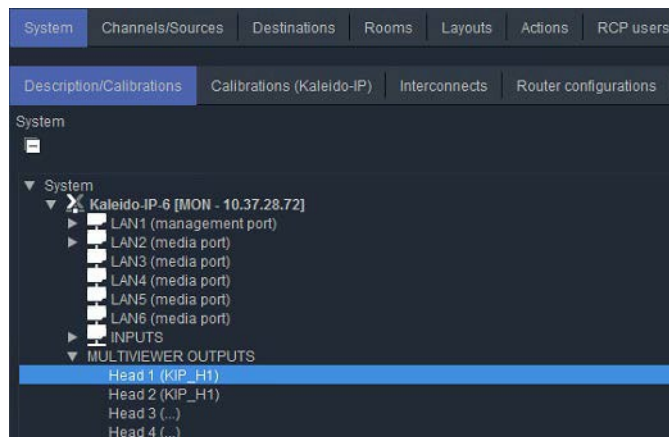 System Channels/Sources Destinations Rooms Layouts Actions RCP users
Description/Calibrations Calibrations (Kaleido-IP) Interconnects Router configurations
System
System
Kaleido-IP-6 [MON - 10.37.28.72]
LAN1 (management port)
LAN2 (media port)
LAN3 (media port)
LAN4 (media port)
LAN5 (media port)
LAN6 (media port)
INPUTS
MULTIVIEWER OUTPUTS
Head 1 (KIP_H1)
Head 2 (KIP_H1)
Head 3 (...)
Head 4 (...)